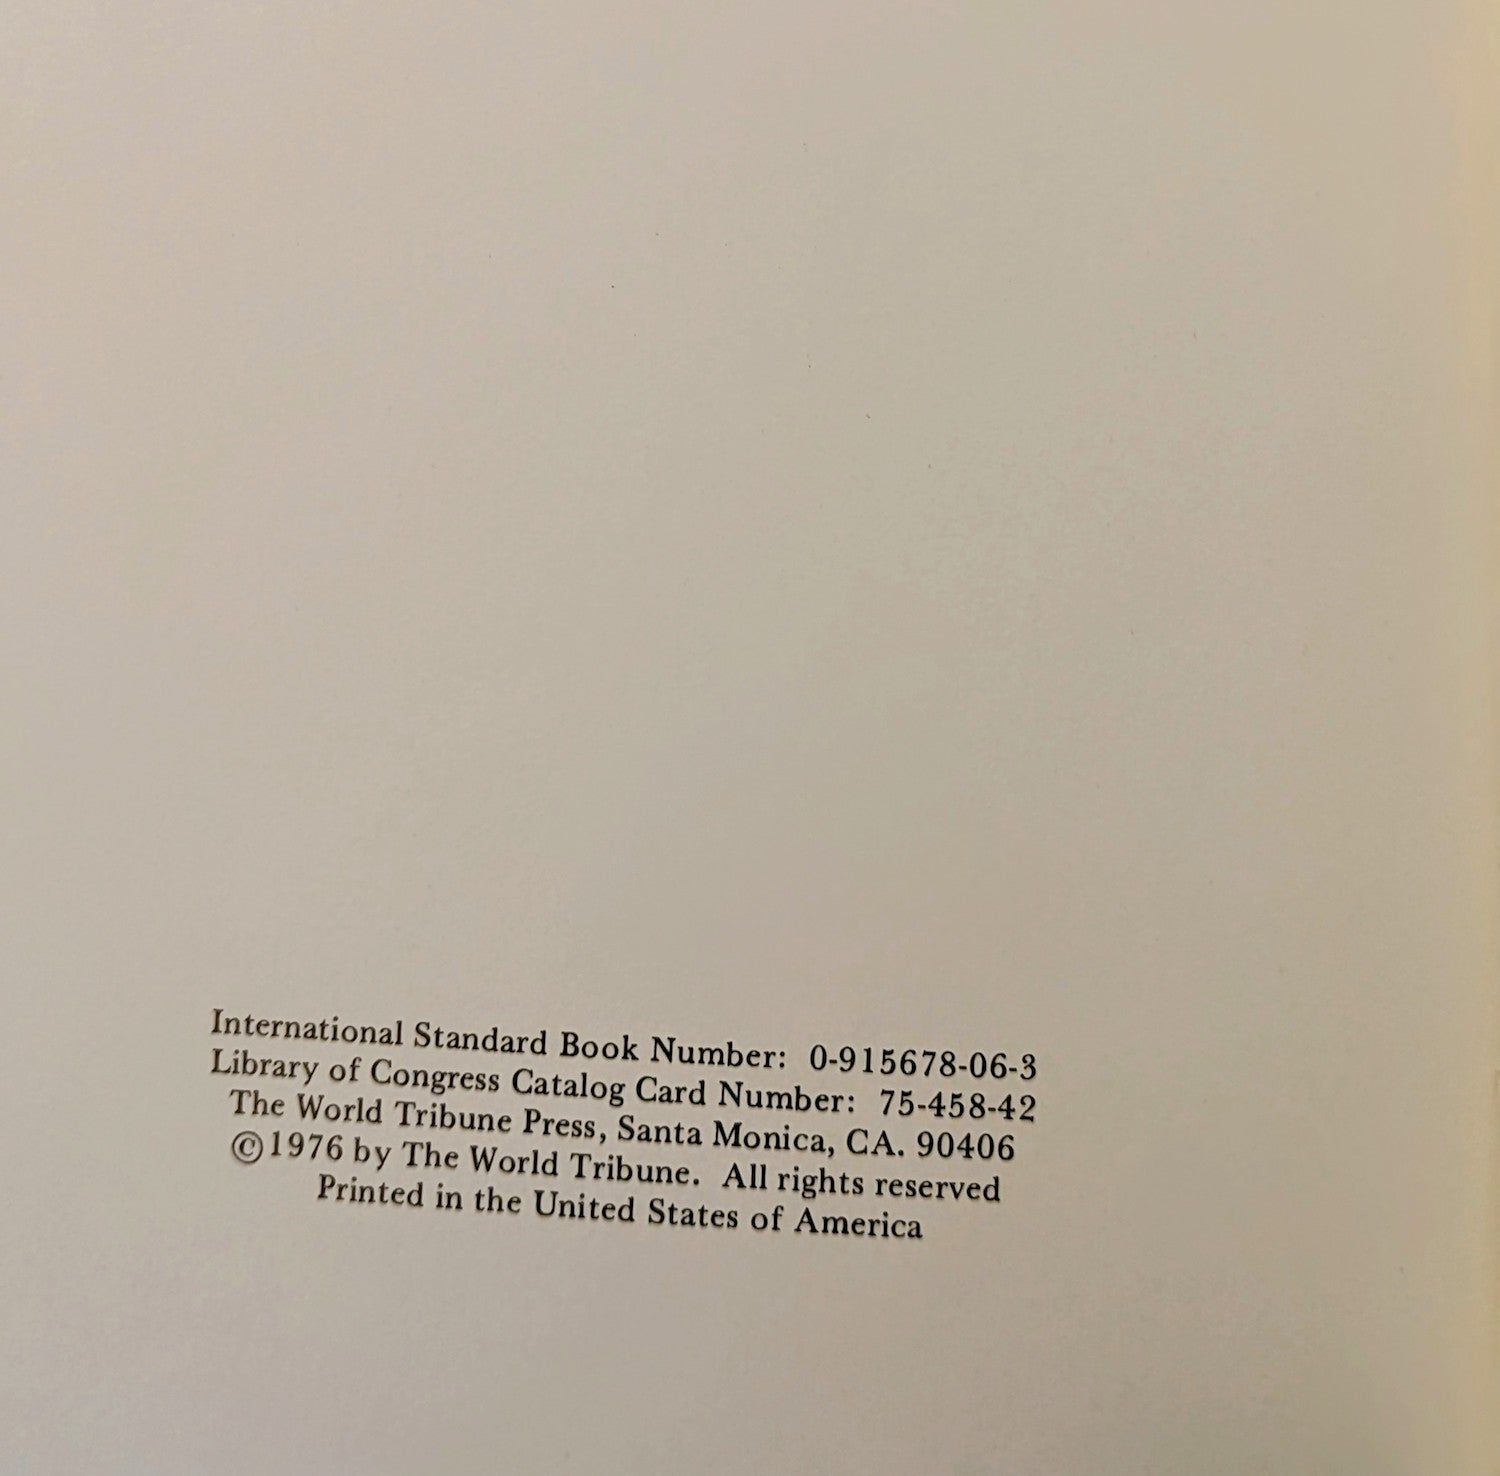 International Standard Book Number: 0-915678-06-3
Library of Congress Catalog Card Number: 75-458-42
The World Tribune Press, Santa Monica, CA. 90406
©1976 by The World Tribune. All rights reserved
Printed in the United States of America